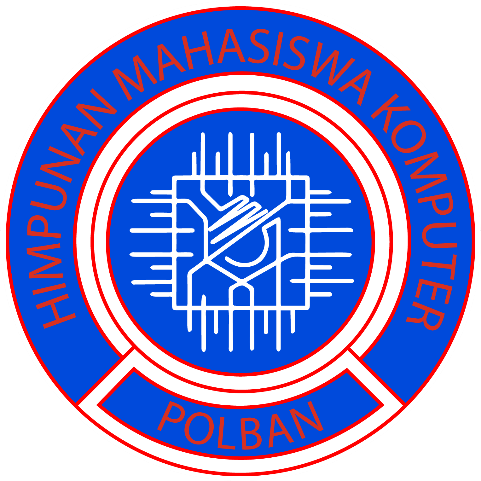 HIMPUNAN MAHASISWA KOMPUTER
POLBAN